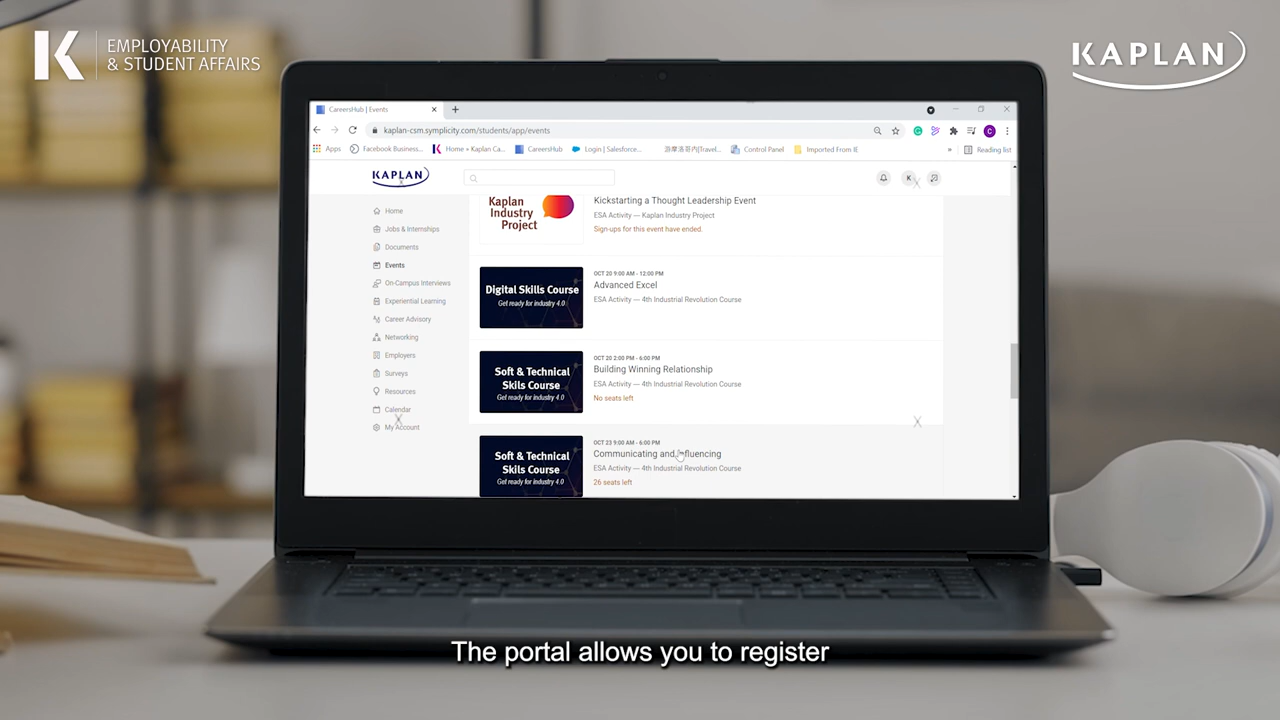 K
EMPLOYABILITY
& STUDENT AFFAIRS
KAPLAN
CareersHub | Events
kaplan-csm.symplicity.com/students/app/events
Apps
Facebook Business...
Home » Kaplan Ca...
CareersHub
Login | Salesforce...
游摩洛哥內|Travel...
Control Panel
Imported From IE
»
Reading list
KAPLAN
K
Home
Jobs & Internships
Documents
Events
On-Campus Interviews
Experiential Learning
Career Advisory
Networking
Employers
Surveys
Resources
Calendar
My Account
Kaplan
Industry
Project
Kickstarting a Thought Leadership Event
ESA Activity — Kaplan Industry Project
Sign-ups for this event have ended.
Digital Skills Course
Get ready for industry 4.0
OCT 20 9:00 AM - 12:00 PM
Advanced Excel
ESA Activity — 4th Industrial Revolution Course
Soft & Technical
Skils Course
Get ready for industry 4.0
OCT 20 2:00 PM - 6:00 PM
Building Winning Relationship
ESA Activity — 4th Industrial Revolution Course
No seats left
Soft & Technical
Skils Course
Get ready for industry 4.0
OCT 23 9:00 AM - 6:00 PM
Communicating and Influencing
ESA Activity — 4th Industrial Revolution Course
26 seats left
The portal allows you to register